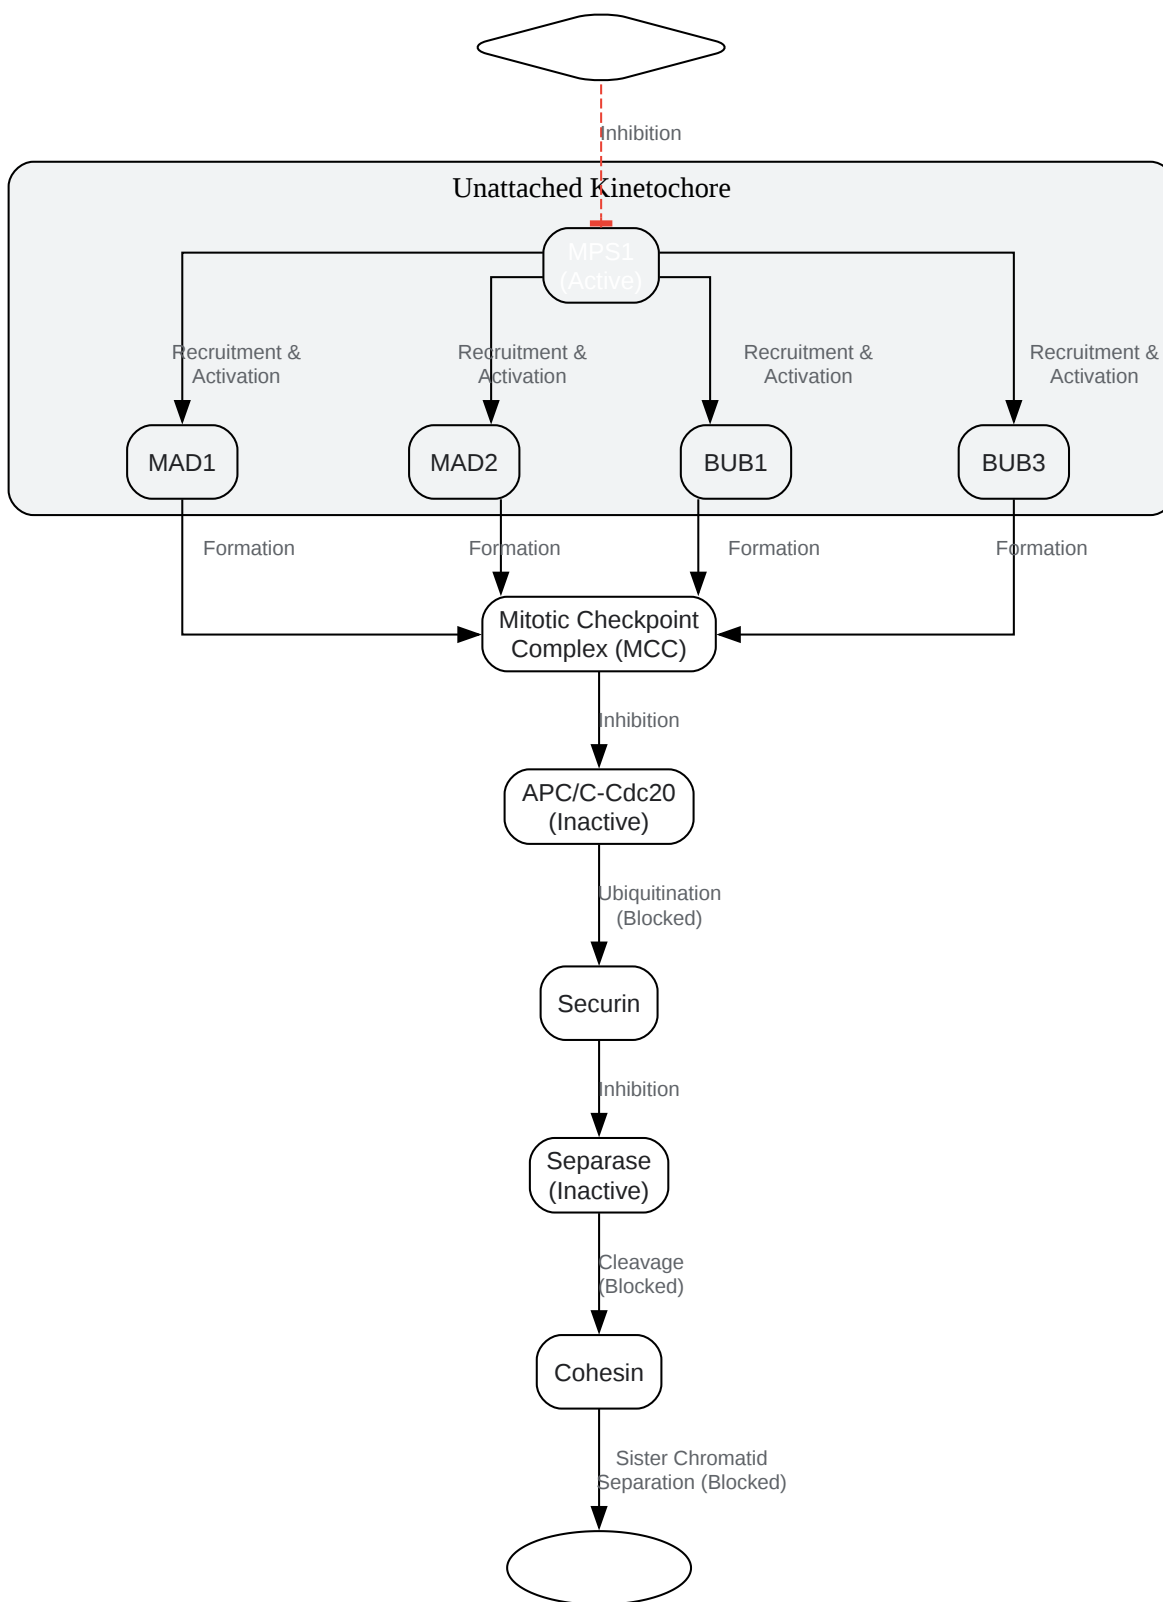 Inhibition
Unattached Kinetochore
MPS1
(Active)
Recruitment &
Activation
Recruitment &
Activation
Recruitment &
Activation
Recruitment &
Activation
MAD1
MAD2
BUB1
BUB3
Formation
Formation
Formation
Formation
Mitotic Checkpoint
Complex (MCC)
Inhibition
APC/C-Cdc20
(Inactive)
Ubiquitination
(Blocked)
Securin
Inhibition
Separase
(Inactive)
Cleavage
(Blocked)
Cohesin
Sister Chromatid
Separation (Blocked)